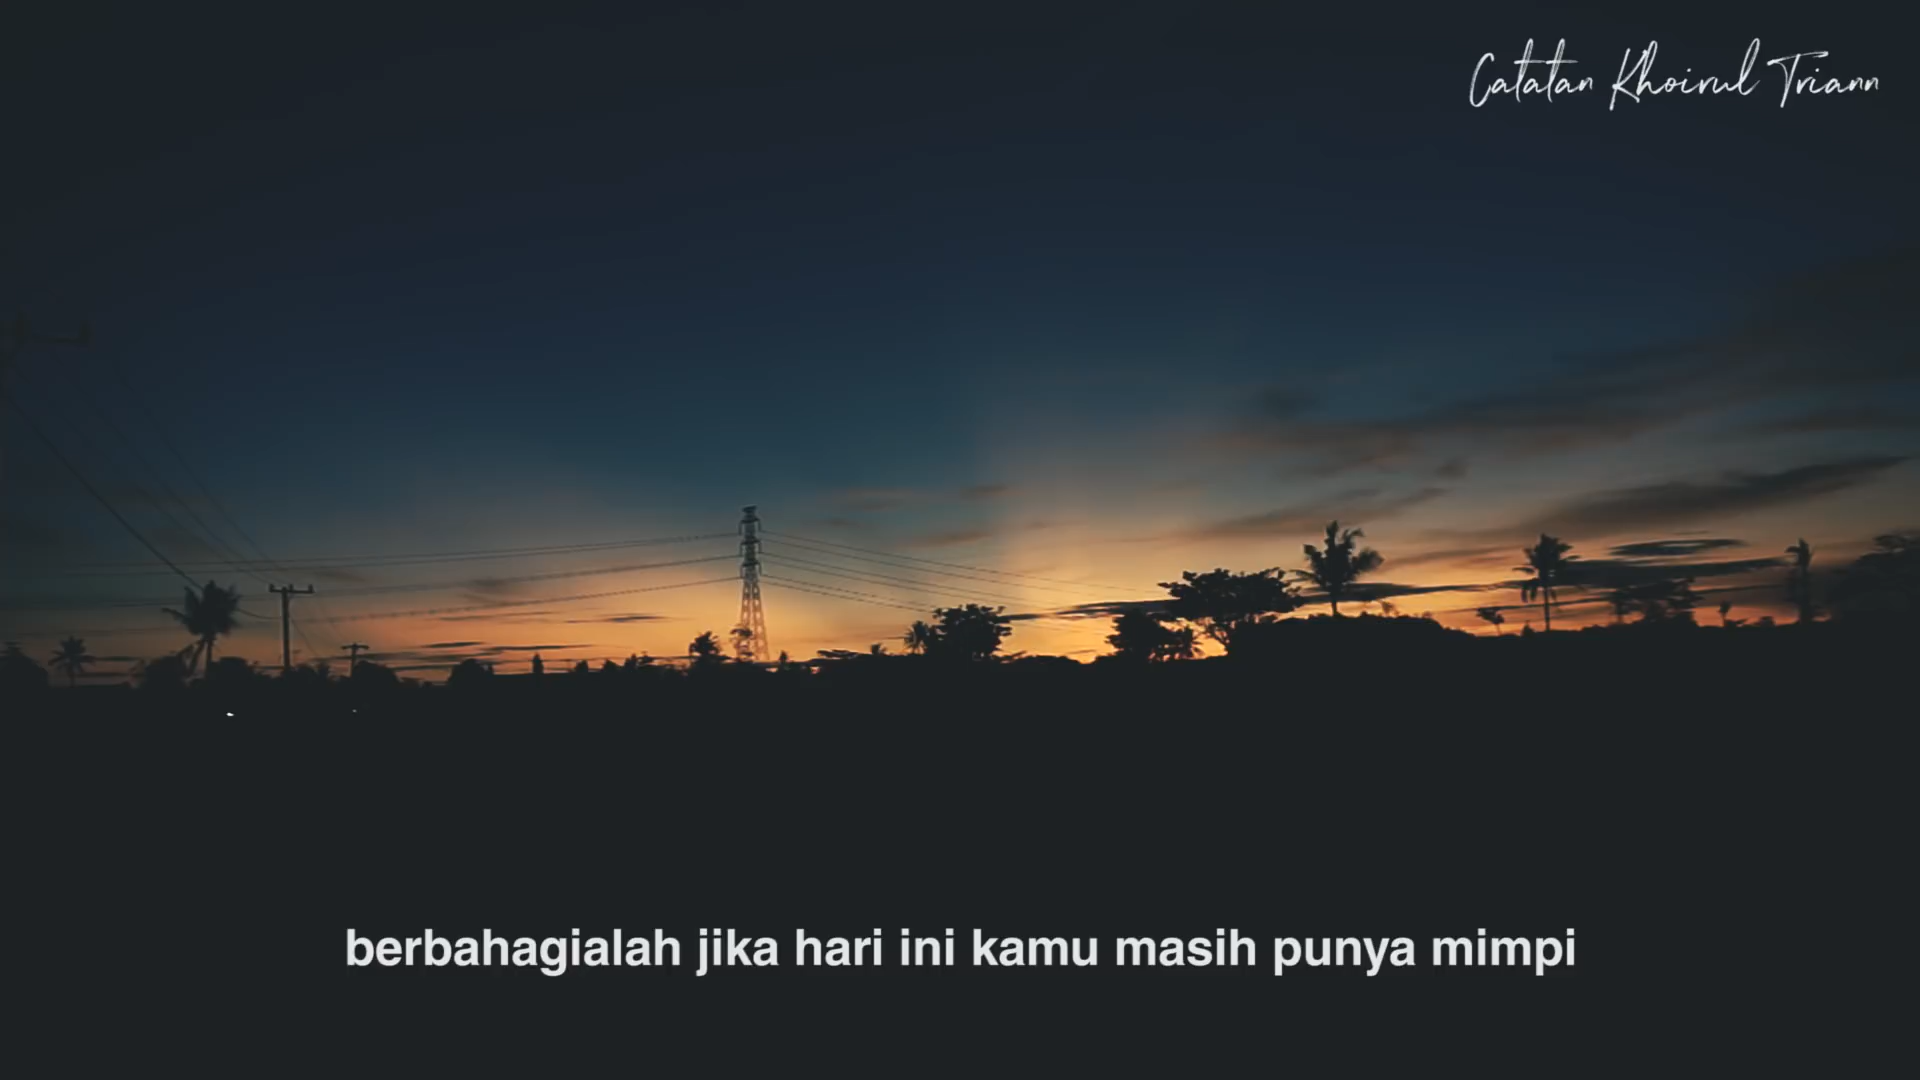 Catatan Khoirul Triann
berbahagialah jika hari ini kamu masih punya mimpi